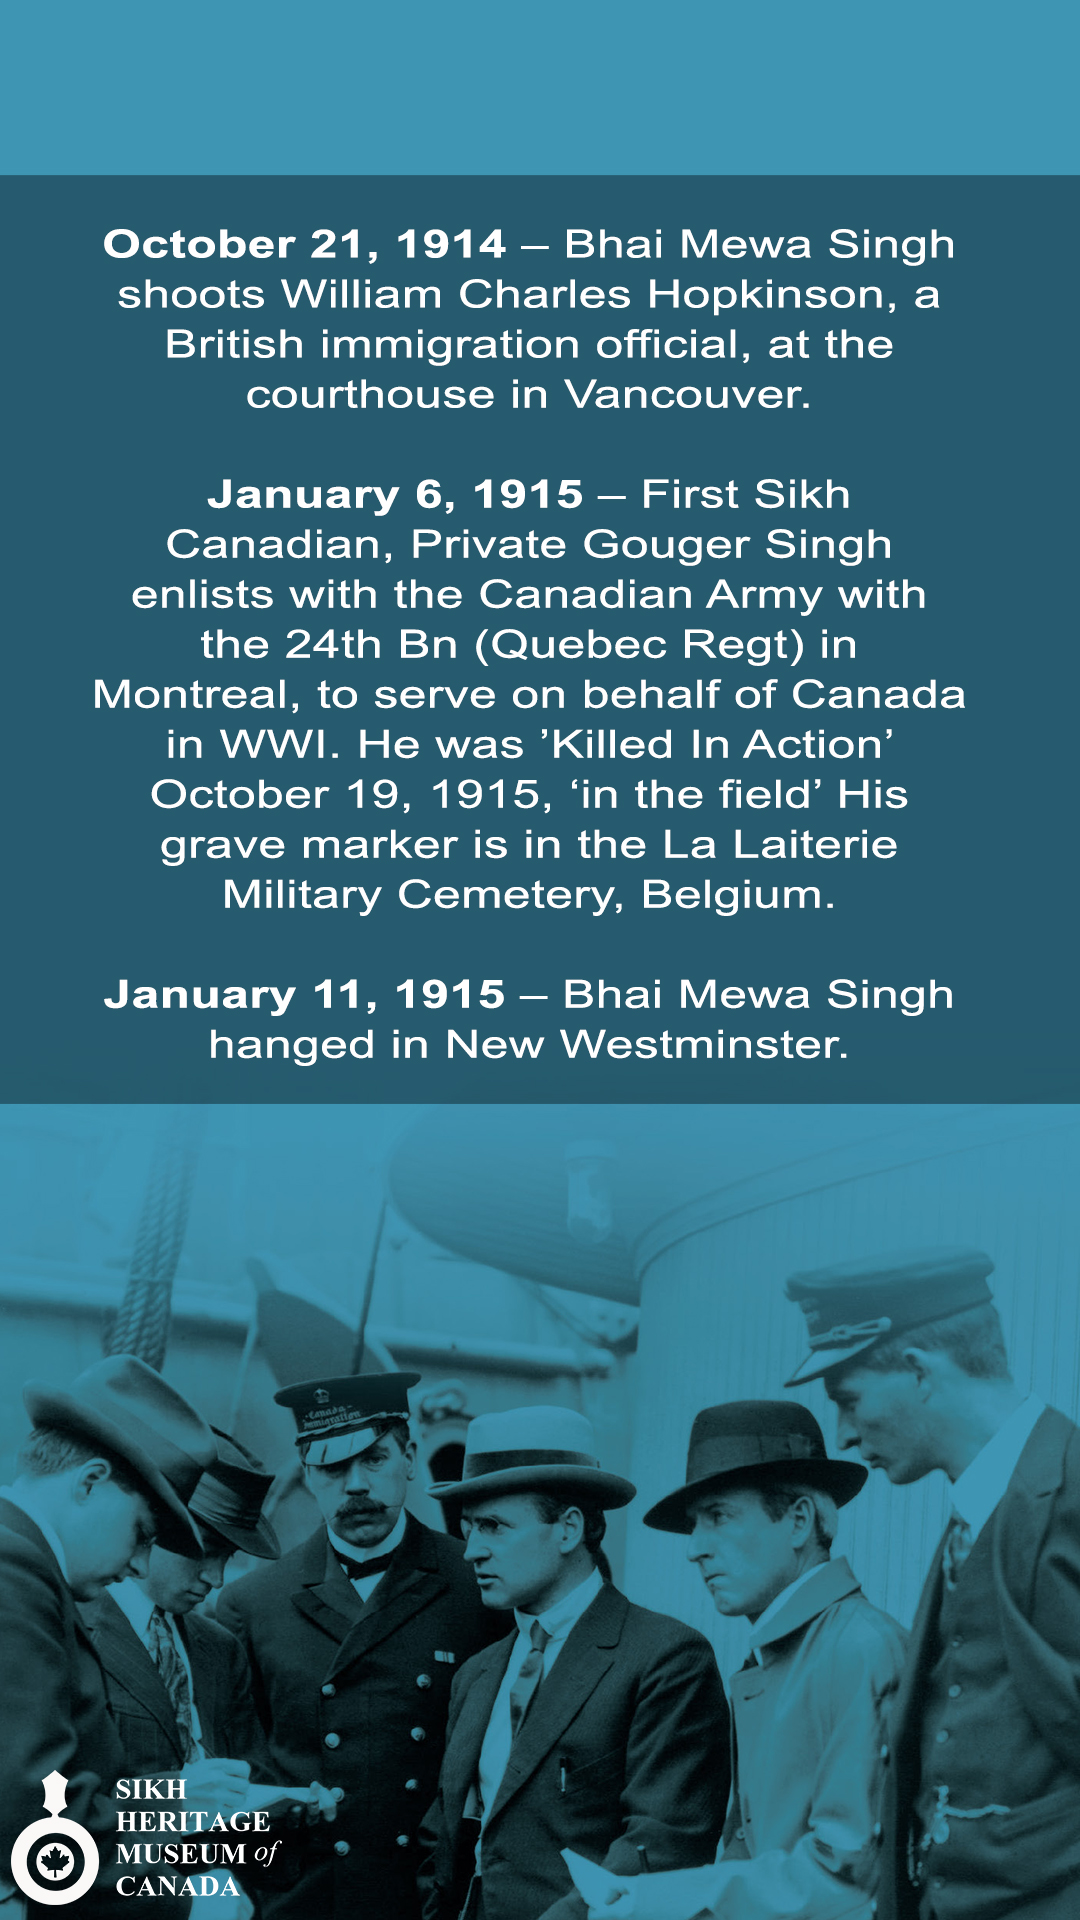 October 21, 1914 – Bhai Mewa Singh
shoots William Charles Hopkinson, a
British immigration official, at the
courthouse in Vancouver.
January 6, 1915 – First Sikh
Canadian, Private Gouger Singh
enlists with the Canadian Army with
the 24th Bn (Quebec Regt) in
Montreal, to serve on behalf of Canada
in WWI. He was ’Killed In Action’
October 19, 1915, ‘in the field’ His
grave marker is in the La Laiterie
Military Cemetery, Belgium.
January 11, 1915 – Bhai Mewa Singh
hanged in New Westminster.
Canada
Immigration
SIKH
HERITAGE
MUSEUM of
CANADA